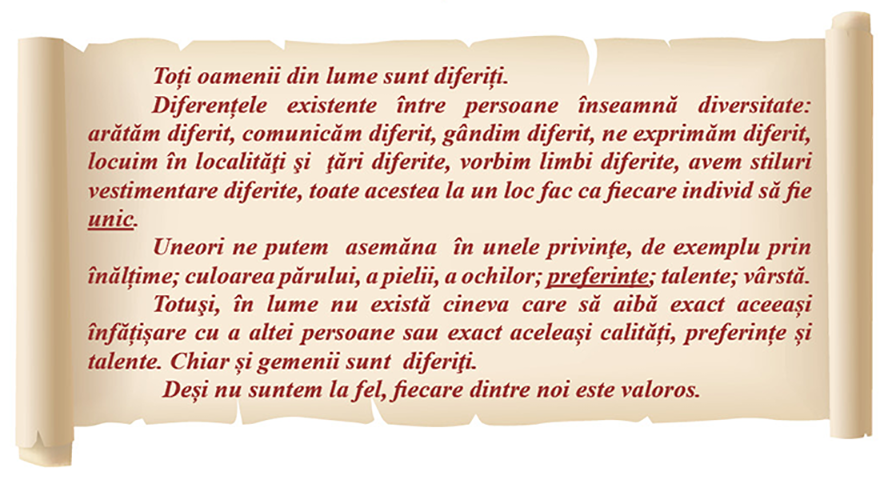 Toți oamenii din lume sunt diferiți.
Diferențele existente între persoane înseamnă diversitate:
arătăm diferit, comunicăm diferit, gândim diferit, ne exprimăm diferit,
locuim în localităţi şi ţări diferite, vorbim limbi diferite, avem stiluri
vestimentare diferite, toate acestea la un loc fac ca fiecare individ să fie
unic.
Uneori ne putem asemăna în unele privinţe, de exemplu prin
înălțime; culoarea părului, a pielii, a ochilor; preferințe; talente; vârstă.
Totuşi, în lume nu există cineva care să aibă exact aceeași
înfățișare cu a altei persoane sau exact aceleași calități, preferințe și
talente. Chiar și gemenii sunt diferiţi.
Deși nu suntem la fel, fiecare dintre noi este valoros.